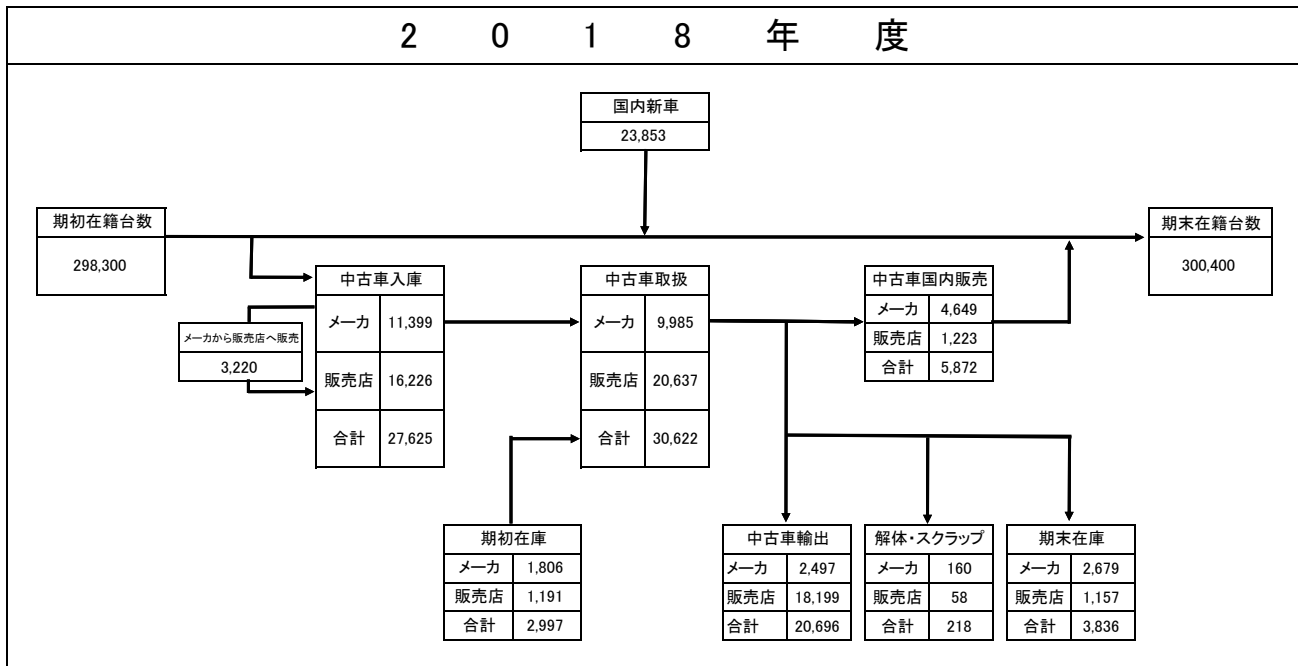 2018年度
国内新車
23,853
期初在籍台数
298,300
期末在籍台数
300,400
中古車入庫
メーカ 11,399
販売店 16,226
合計 27,625
メーカから販売店へ販売
3,220
中古車取扱
メーカ 9,985
販売店 20,637
合計 30,622
中古車国内販売
メーカ 4,649
販売店 1,223
合計 5,872
期初在庫
メーカ 1,806
販売店 1,191
合計 2,997
中古車輸出
メーカ 2,497
販売店 18,199
合計 20,696
解体・スクラップ
メーカ 160
販売店 58
合計 218
期末在庫
メーカ 2,679
販売店 1,157
合計 3,836